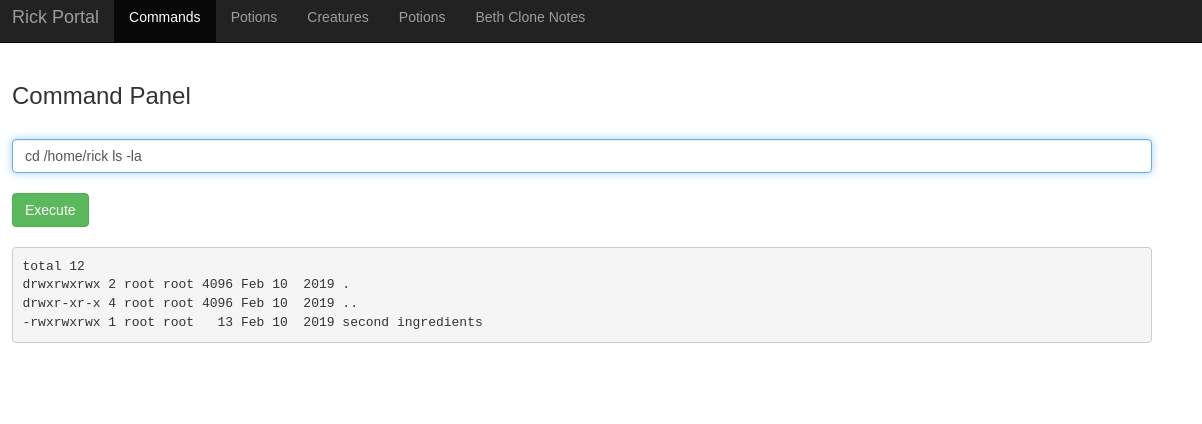 Rick Portal Commands Potions Creatures Potions Beth Clone Notes
Command Panel
cd /home/rick ls -la
Execute
total 12
drwxrwxrwx 2 root root 4096 Feb 10  2019 .
drwxr-xr-x 4 root root 4096 Feb 10  2019 ..
-rwxrwxrwx 1 root root   13 Feb 10  2019 second ingredients